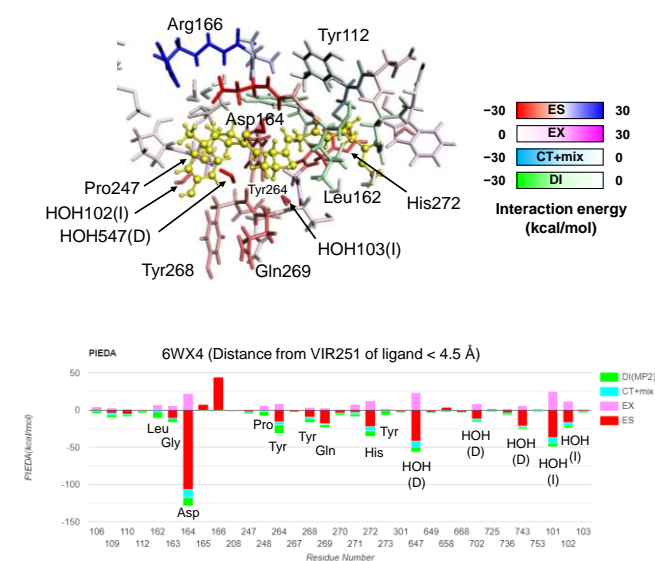 Arg166
Tyr112
Asp164
Pro247
HOH102(I)
HOH547(D)
Tyr264
Leu162
His272
HOH103(I)
Tyr268
Gln269
−30 ES 30
0 EX 30
−30 CT+mix 0
−30 DI 0
Interaction energy
(kcal/mol)
PIEDA
6WX4 (Distance from VIR251 of ligand < 4.5 Å)
DI(MP2)
CT+mix
EX
ES
PIEDA(kcal/mol)
50
0
-50
-100
-150
Leu
Gly
Asp
Pro
Tyr
Tyr
Gln
His
Tyr
HOH
(D)
HOH
(D)
HOH
(D)
HOH
(I)
HOH
(I)
106 110 162 164 166 247 264 268 270 272 301 649 668 725 743 101 103
109 112 163 165 208 248 267 269 271 273 647 658 702 736 753 102
Residue Number